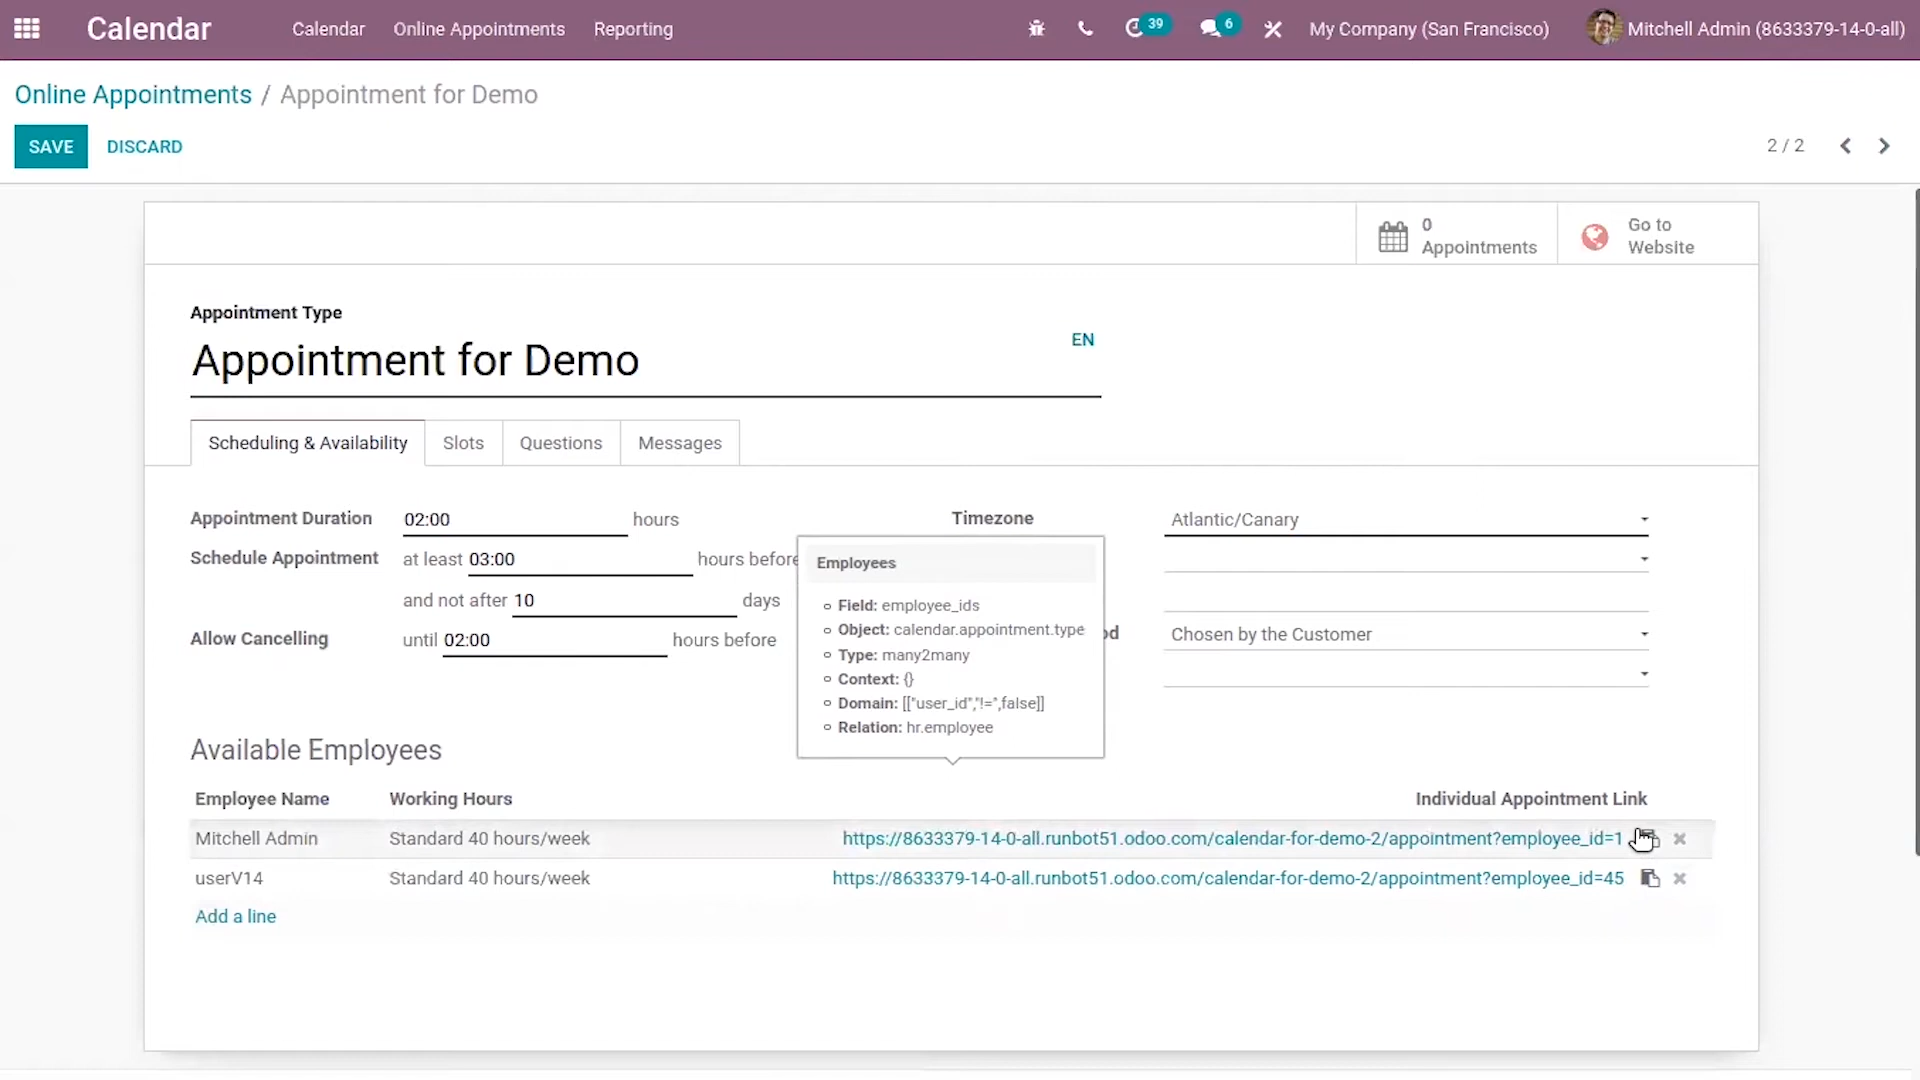 Calendar
Calendar Online Appointments Reporting 39 6 My Company (San Francisco) Mitchell Admin (8633379-14-0-all)
Online Appointments / Appointment for Demo
SAVE DISCARD 2 / 2
0 Appointments
Go to Website
Appointment Type
Appointment for Demo EN
Scheduling & Availability Slots Questions Messages
Appointment Duration 02:00 hours Timezone Atlantic/Canary
Schedule Appointment at least 03:00 hours before
and not after 10 days
Allow Cancelling until 02:00 hours before
Chosen by the Customer
Employees
Field: employee_ids
Object: calendar.appointment.type
Type: many2many
Context: {}
Domain: [["user_id","!=",false]]
Relation: hr.employee
Available Employees
Employee Name Working Hours Individual Appointment Link
Mitchell Admin Standard 40 hours/week https://8633379-14-0-all.runbot51.odoo.com/calendar-for-demo-2/appointment?employee_id=1
userV14 Standard 40 hours/week https://8633379-14-0-all.runbot51.odoo.com/calendar-for-demo-2/appointment?employee_id=45
Add a line